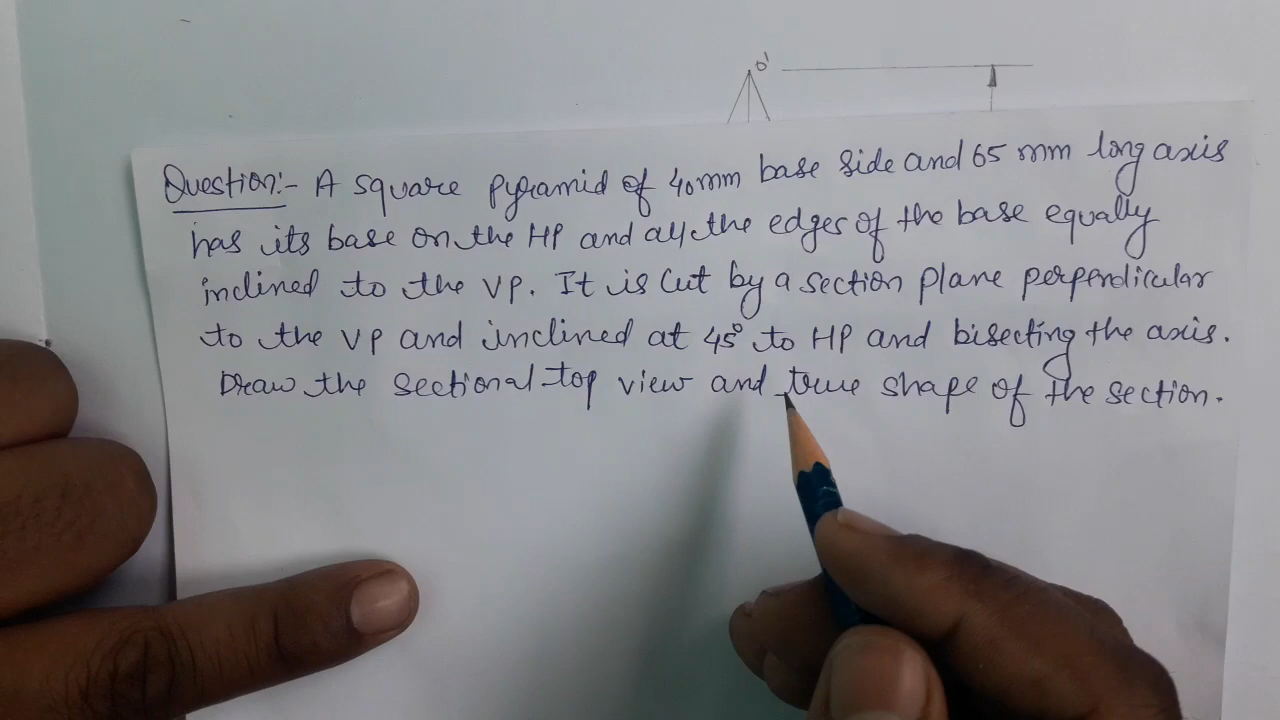 O'
Question:- A square pyramid of 40mm base side and 65 mm long axis
has its base on the HP and all the edges of the base equally
inclined to the VP. It is cut by a section plane perpendicular
to the VP and inclined at 45° to HP and bisecting the axis.
Draw the sectional top view and true shape of the section.